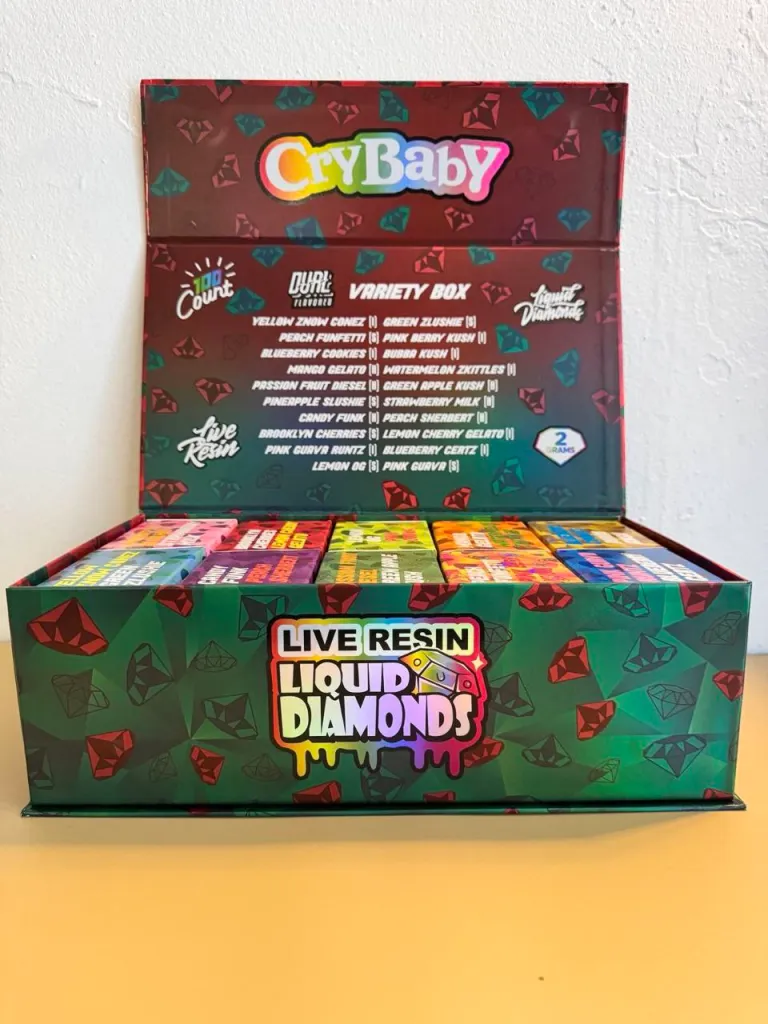 CryBaby
100 Count
DUAL FLAVORED
VARIETY BOX
Liquid Diamonds
YELLOW ZNOW CONEZ [I] GREEN ZLUSHIE [S]
PEACH FUNFETTI [S] PINK BERRY KUSH [I]
BLUEBERRY COOKIES [I] BUBBA KUSH [I]
MANGO GELATO [H] WATERMELON ZKITTLES [I]
PASSION FRUIT DIESEL [H] GREEN APPLE KUSH [H]
PINEAPPLE SLUSHIE [S] STRAWBERRY MILK [H]
CANDY FUNK [H] PEACH SHERBERT [H]
BROOKLYN CHERRIES [S] LEMON CHERRY GELATO [I]
PINK GUAVA RUNTZ [I] BLUEBERRY CERTZ [I]
LEMON OG [S] PINK GUAVA [S]
Live Resin
2 GRAMS
CANDY
FUNK
LIVE RESIN
LIQUID
DIAMONDS